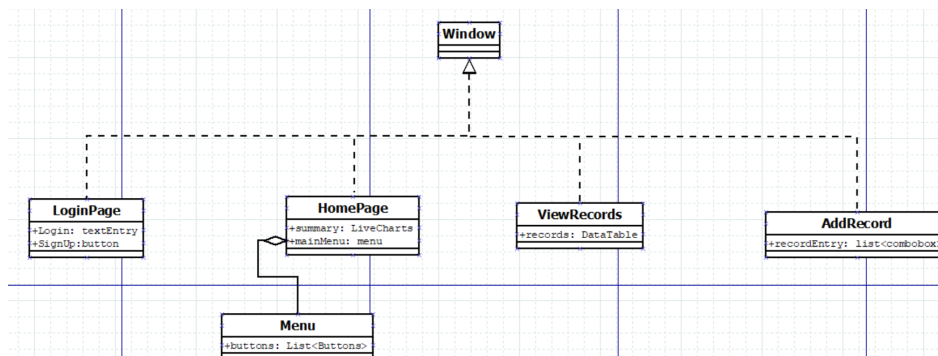 Window
LoginPage
+Login: textEntry
+SignUp:button
HomePage
+summary: LiveCharts
+mainMenu: menu
ViewRecords
+records: DataTable
AddRecord
+recordEntry: list<combobox
Menu
+buttons: List<Buttons>